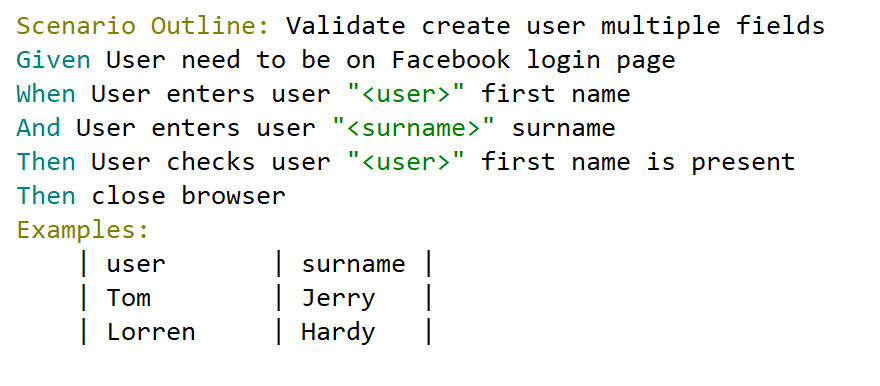 Scenario Outline: Validate create user multiple fields
Given User need to be on Facebook login page
When User enters user "<user>" first name
And User enters user "<surname>" surname
Then User checks user "<user>" first name is present
Then close browser
Examples:
| user | surname |
| Tom | Jerry |
| Lorren | Hardy |